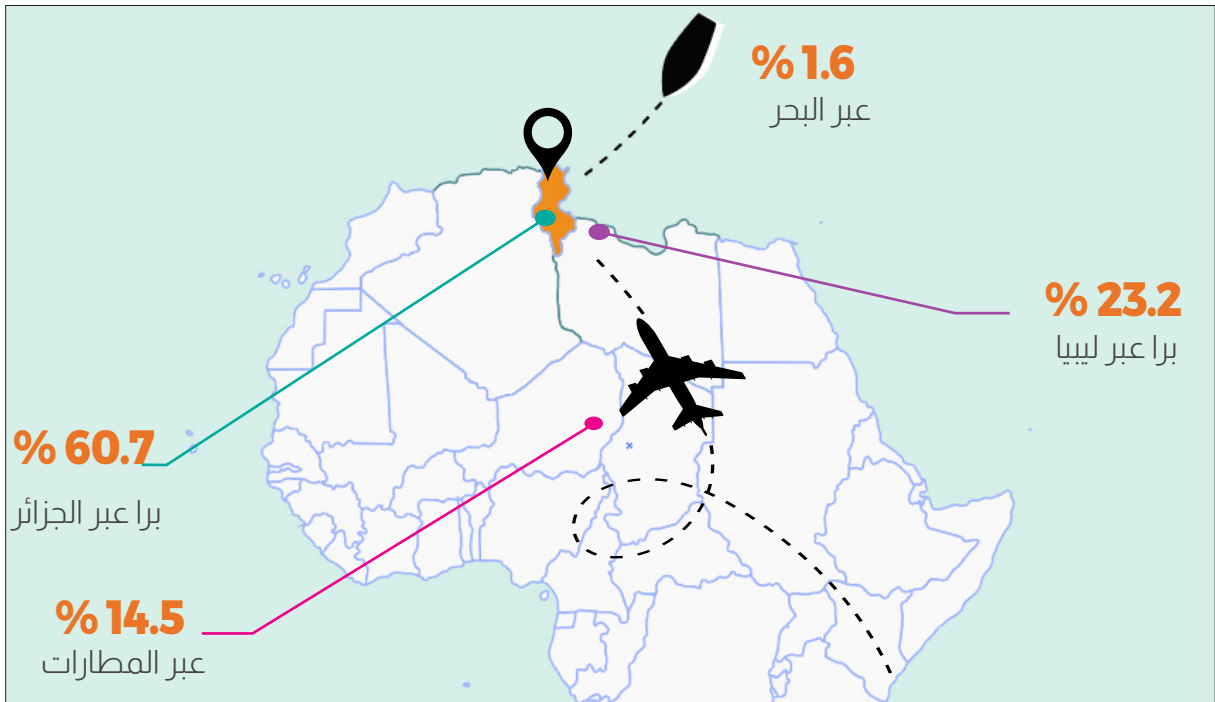 % 1.6
عبر البحر
% 23.2
برا عبر ليبيا
% 60.7
برا عبر الجزائر
% 14.5
عبر المطارات